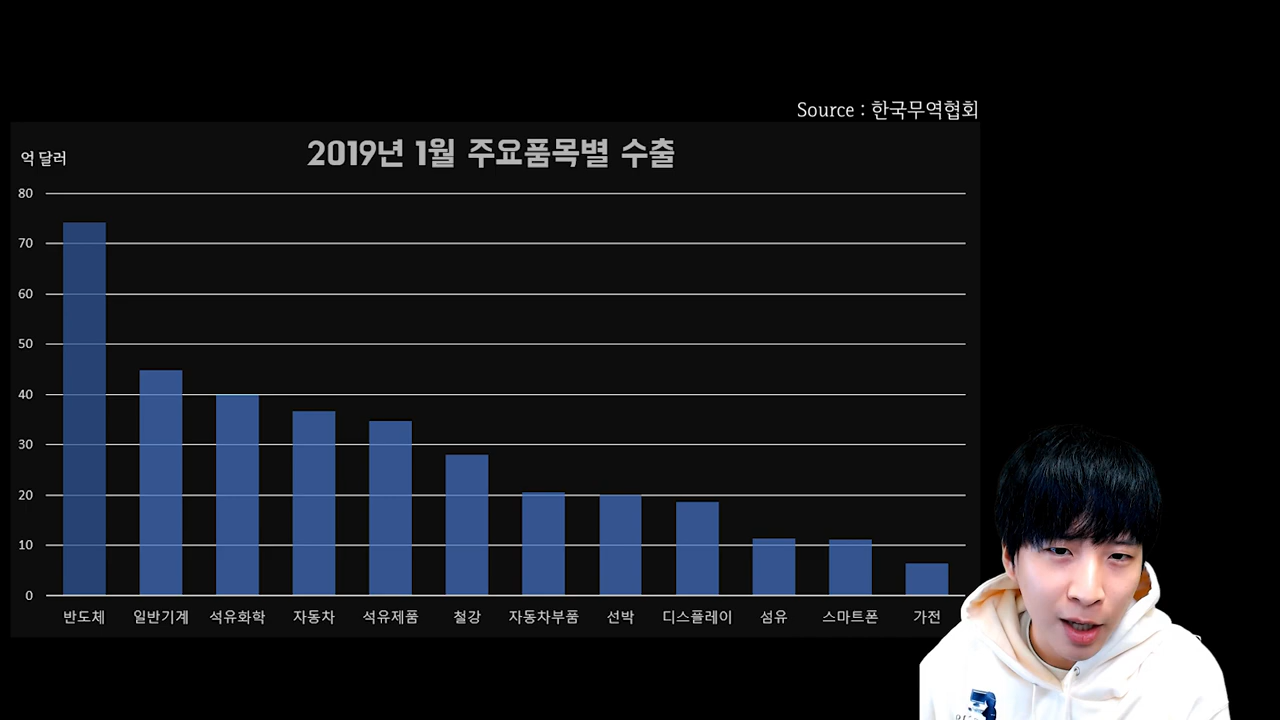 Source : 한국무역협회
억 달러
2019년 1월 주요품목별 수출
80
70
60
50
40
30
20
10
0
반도체 일반기계 석유화학 자동차 석유제품 철강 자동차부품 선박 디스플레이 섬유 스마트폰 가전